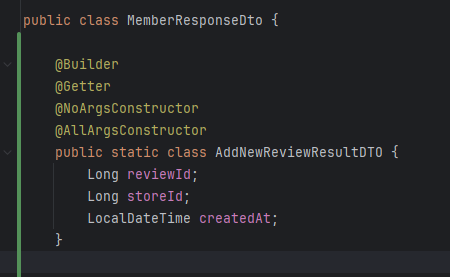 public class MemberResponseDto {
@Builder
@Getter
@NoArgsConstructor
@AllArgsConstructor
public static class AddNewReviewResultDTO {
Long reviewId;
Long storeId;
LocalDateTime createdAt;
}